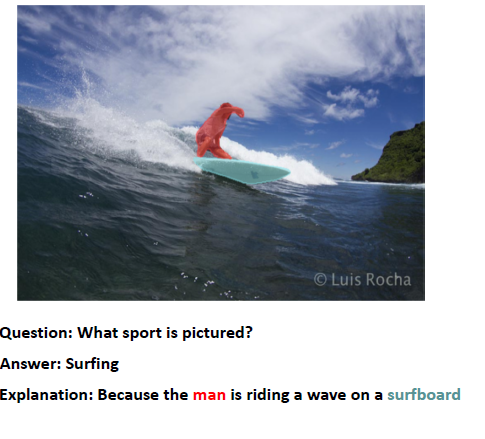 © Luis Rocha
Question: What sport is pictured?
Answer: Surfing
Explanation: Because the man is riding a wave on a surfboard